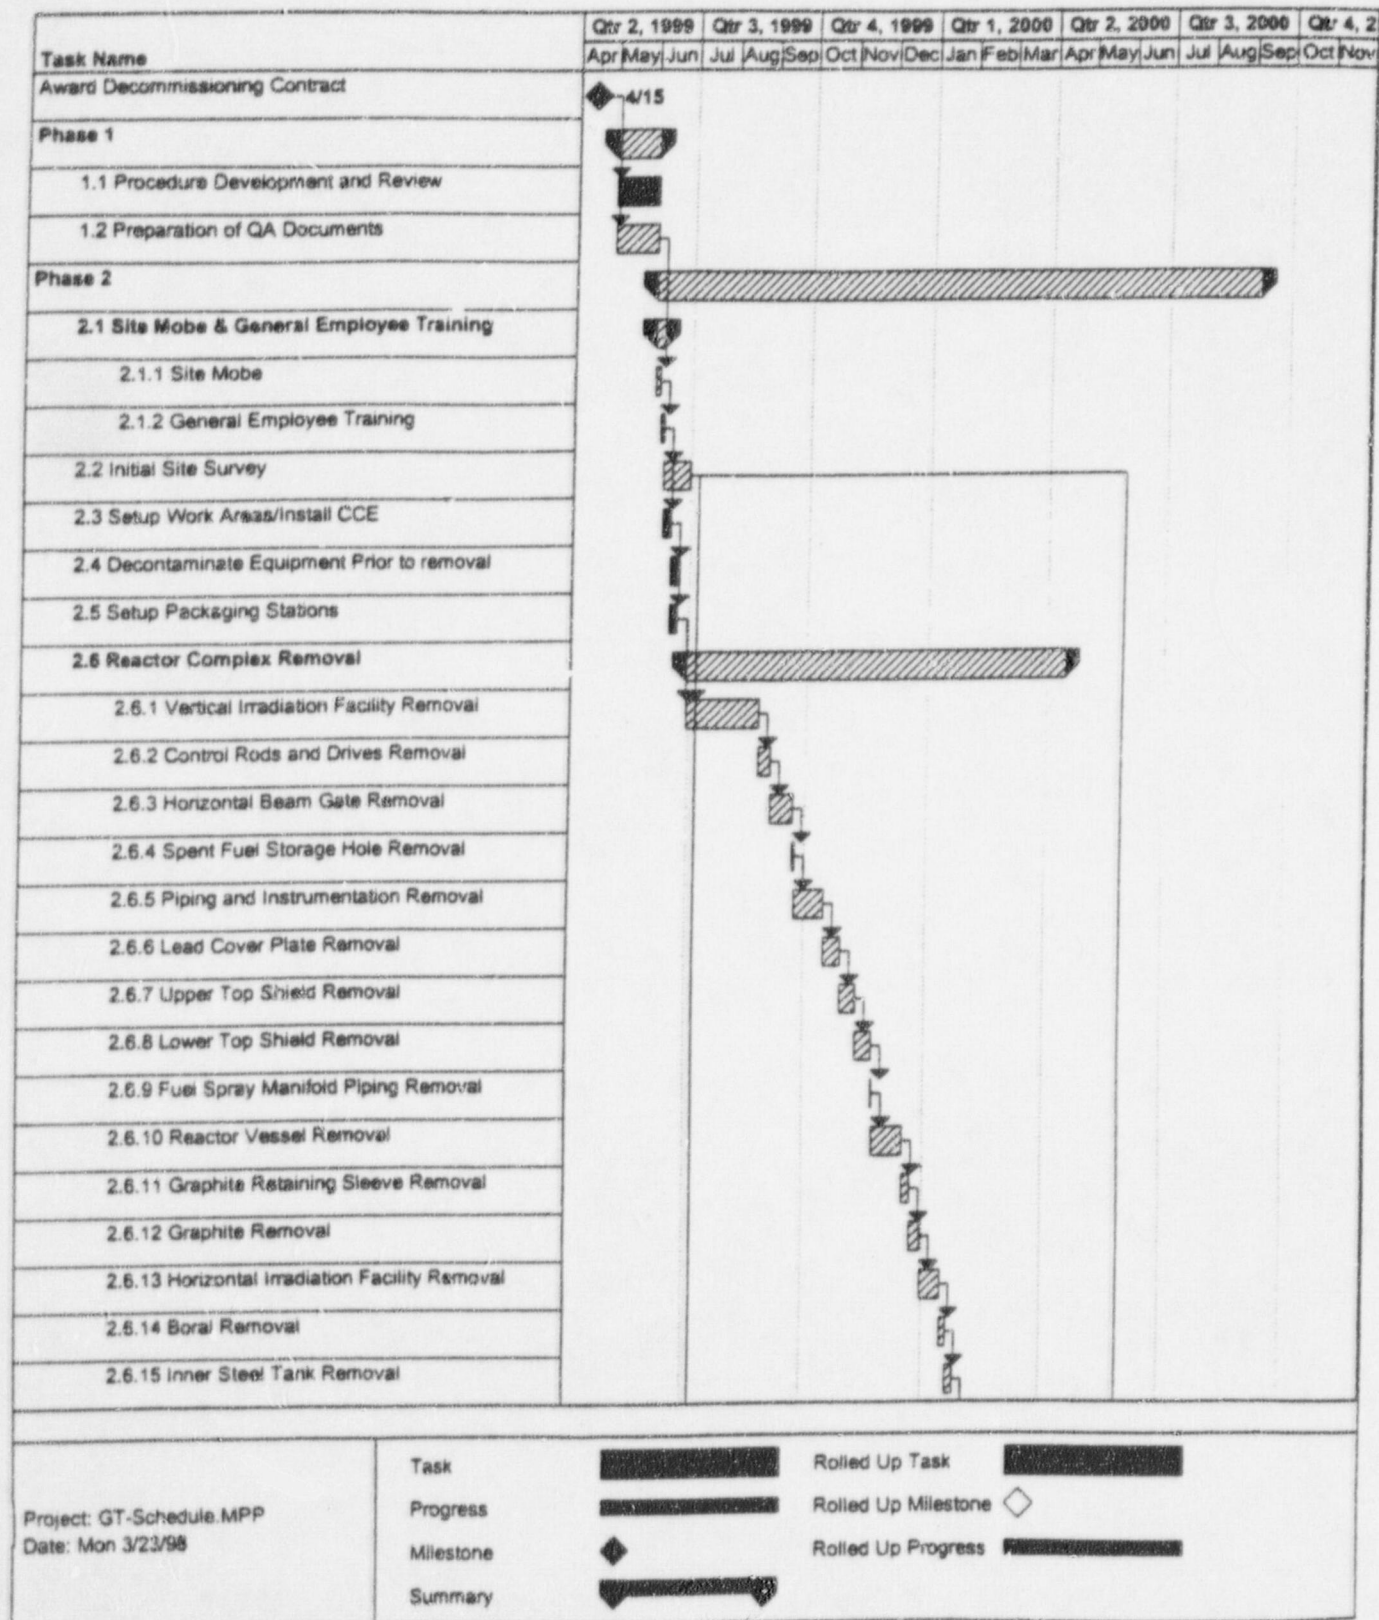 Qtr 2, 1999 Qtr 3, 1999 Qtr 4, 1999 Qtr 1, 2000 Qtr 2, 2000 Qtr 3, 2000 Qtr 4, 2
Task Name Apr May Jun Jul Aug Sep Oct Nov Dec Jan Feb Mar Apr May Jun Jul Aug Sep Oct Nov
Award Decommissioning Contract 4/15
Phase 1
1.1 Procedure Development and Review
1.2 Preparation of QA Documents
Phase 2
2.1 Site Mobe & General Employee Training
2.1.1 Site Mobe
2.1.2 General Employee Training
2.2 Initial Site Survey
2.3 Setup Work Areas/Install CCE
2.4 Decontaminate Equipment Prior to removal
2.5 Setup Packaging Stations
2.6 Reactor Complex Removal
2.6.1 Vertical Irradiation Facility Removal
2.6.2 Control Rods and Drives Removal
2.6.3 Horizontal Beam Gate Removal
2.6.4 Spent Fuel Storage Hole Removal
2.6.5 Piping and Instrumentation Removal
2.6.6 Lead Cover Plate Removal
2.6.7 Upper Top Shield Removal
2.6.8 Lower Top Shield Removal
2.6.9 Fuel Spray Manifold Piping Removal
2.6.10 Reactor Vessel Removal
2.6.11 Graphite Retaining Sleeve Removal
2.6.12 Graphite Removal
2.6.13 Horizontal Irradiation Facility Removal
2.6.14 Boral Removal
2.6.15 Inner Steel Tank Removal
Project: GT-Schedule.MPP
Date: Mon 3/23/98
Task
Progress
Milestone
Summary
Rolled Up Task
Rolled Up Milestone
Rolled Up Progress